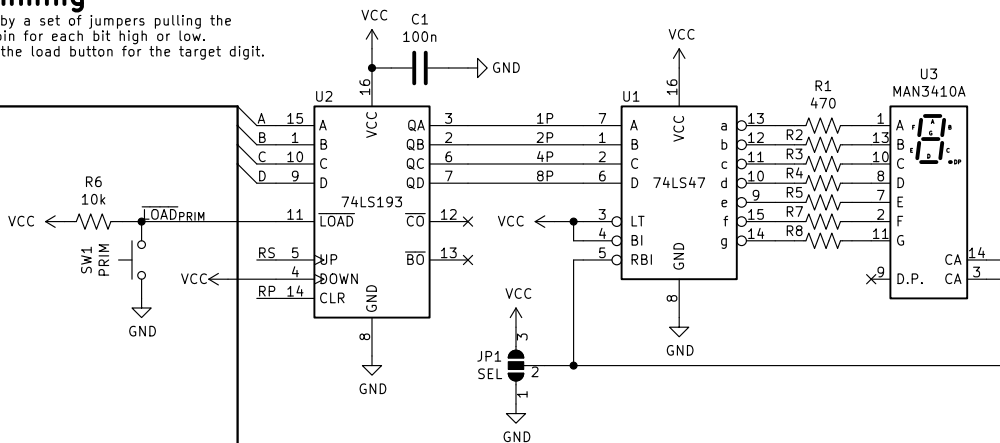 by a set of jumpers pulling the
pin for each bit high or low.
the load button for the target digit.
VCC
C1
100n
GND
16
U2
VCC
A 15 A QA 3 1P
B 1 B QB 2 2P
C 10 C QC 6 4P
D 9 D QD 7 8P
74LS193
R6
10k
VCC
LOAD PRIM
11 LOAD CO 12
SW1
PRIM
RS 5 UP BO 13
VCC 4 DOWN
RP 14 CLR
GND
8
GND
GND
VCC
16
U1
VCC
7 A a 13
1 B b 12
2 C c 11
6 D d 10
74LS47
e 9
VCC 3 LT f 15
4 BI g 14
5 RBI
GND
8
GND
R1
470
R2
R3
R4
R5
R7
R8
U3
MAN3410A
1 A
13 B
10 C
8 D
7 E
2 F
11 G
A
F B
G
E C
D DP
CA 14
9 D.P. CA 3
VCC
3
JP1
SEL 2
1
GND